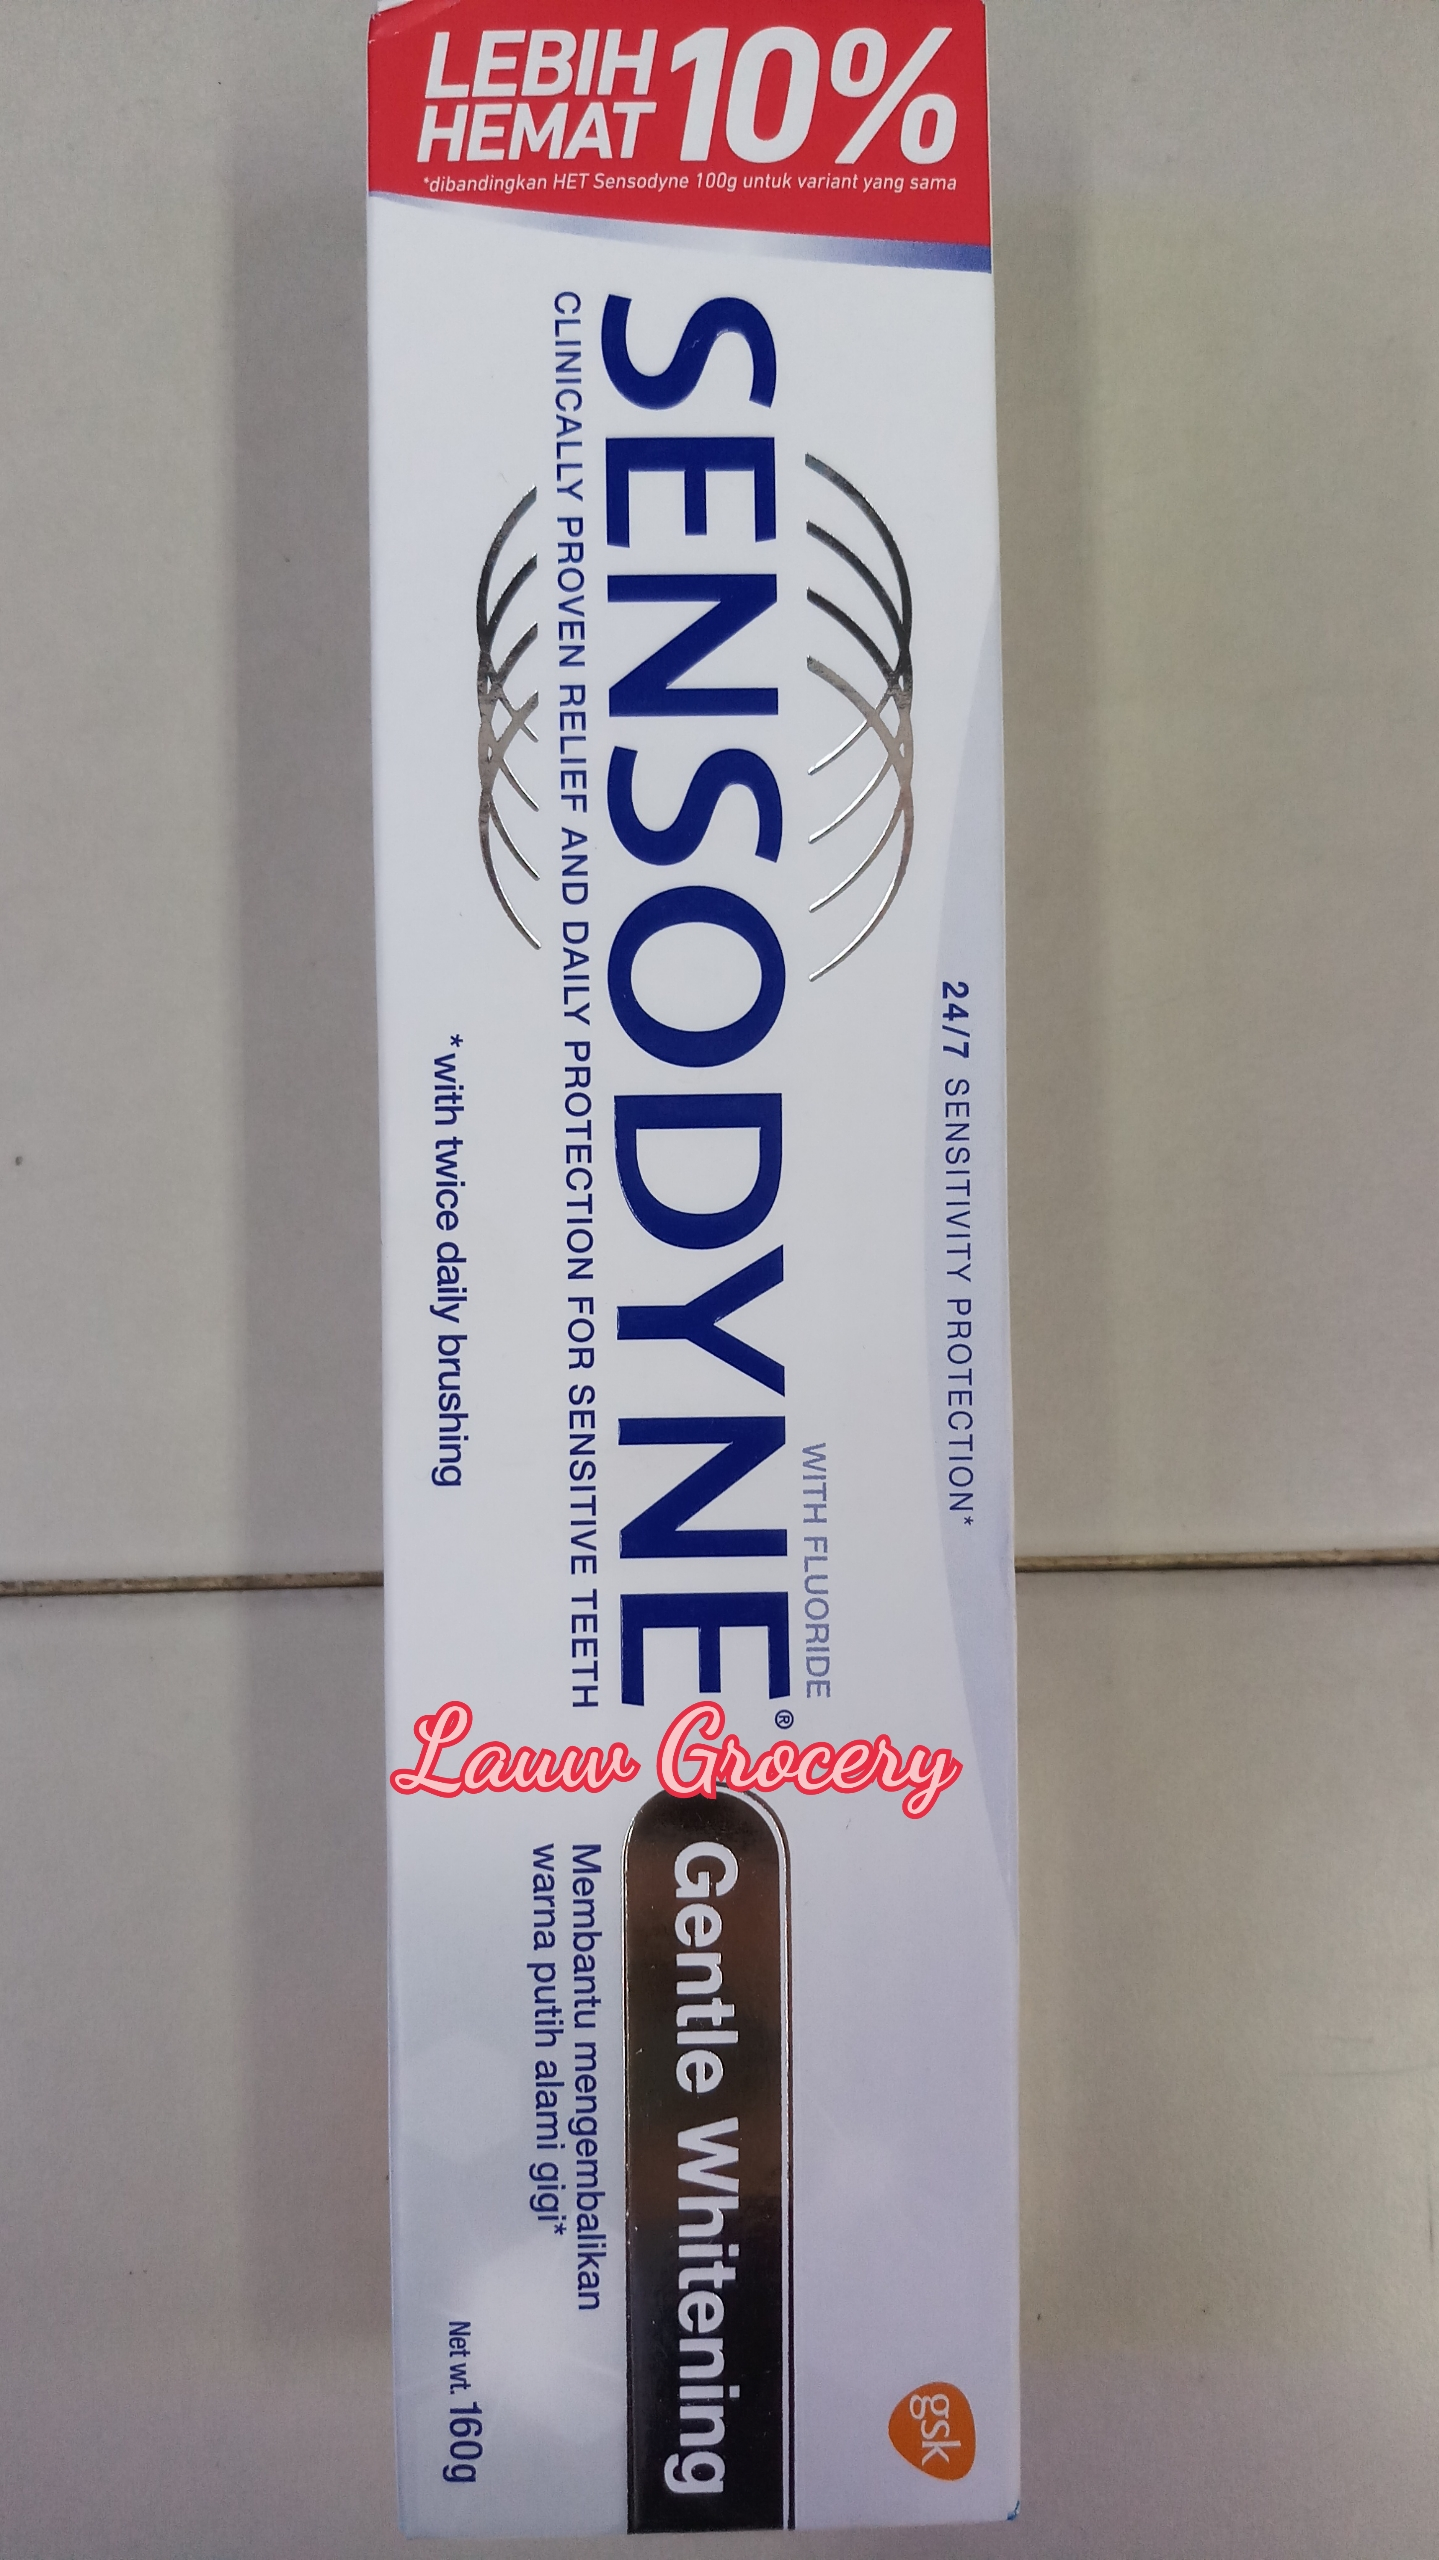 LEBIH
HEMAT 10%
*dibandingkan HET Sensodyne 100g untuk variant yang sama
24/7 SENSITIVITY PROTECTION*
WITH FLUORIDE
SENSODYNE®
CLINICALLY PROVEN RELIEF AND DAILY PROTECTION FOR SENSITIVE TEETH
*with twice daily brushing
Lauw Grocery
gsk
Gentle Whitening
Membantu mengembalikan
warna putih alami gigi*
Net wt. 160g